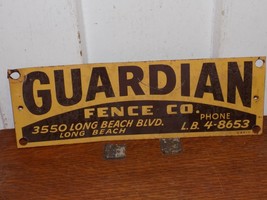 GUARDIAN
FENCE CO.
3550 LONG BEACH BLVD. PHONE
LONG BEACH L.B. 4-8653